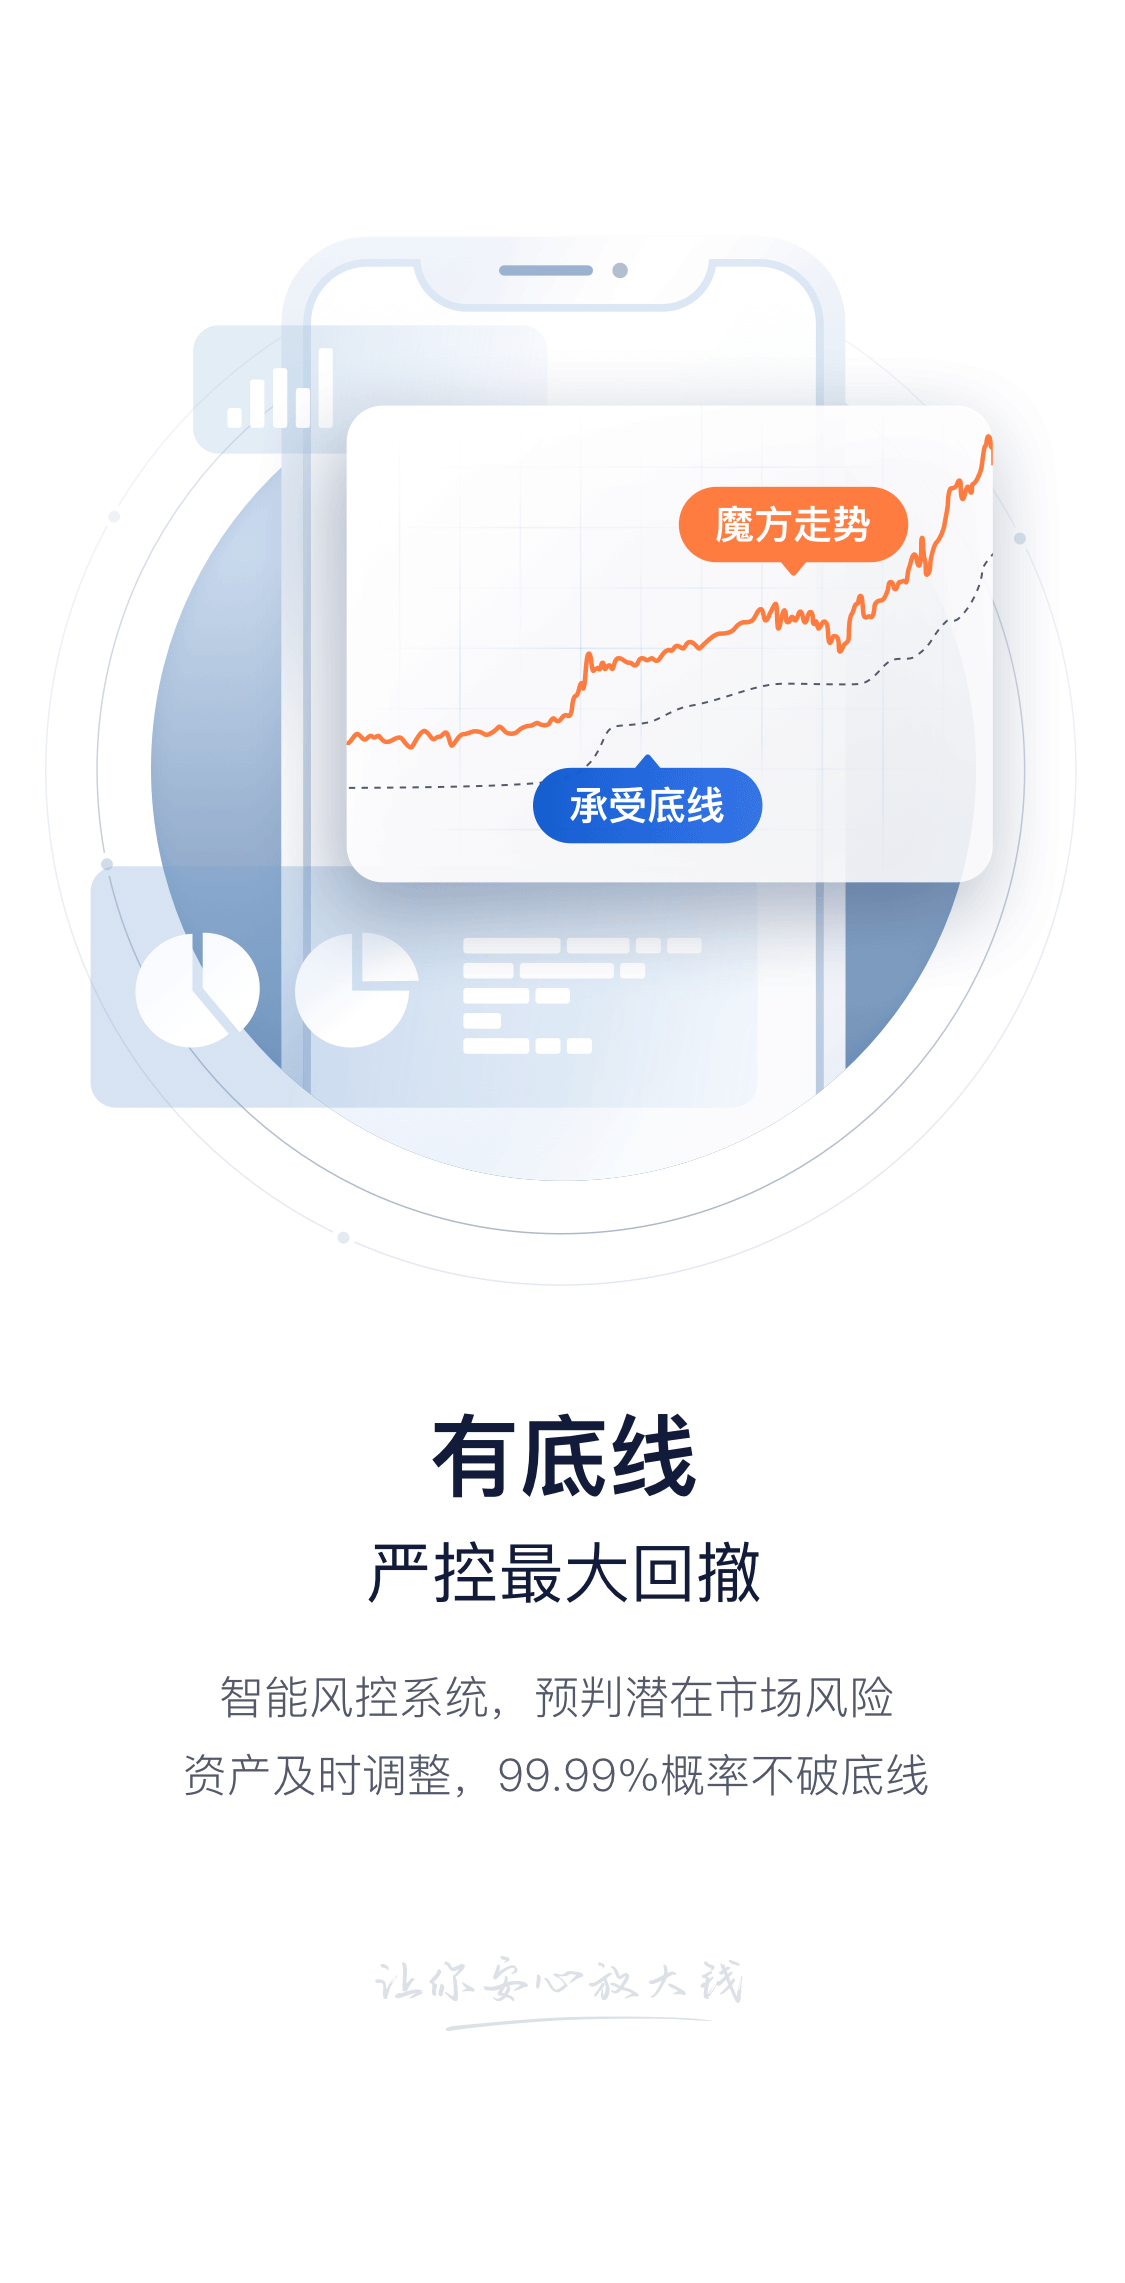 魔方走势
承受底线
有底线
严控最大回撤
智能风控系统，预判潜在市场风险
资产及时调整，99.99%概率不破底线
让你安心放大钱